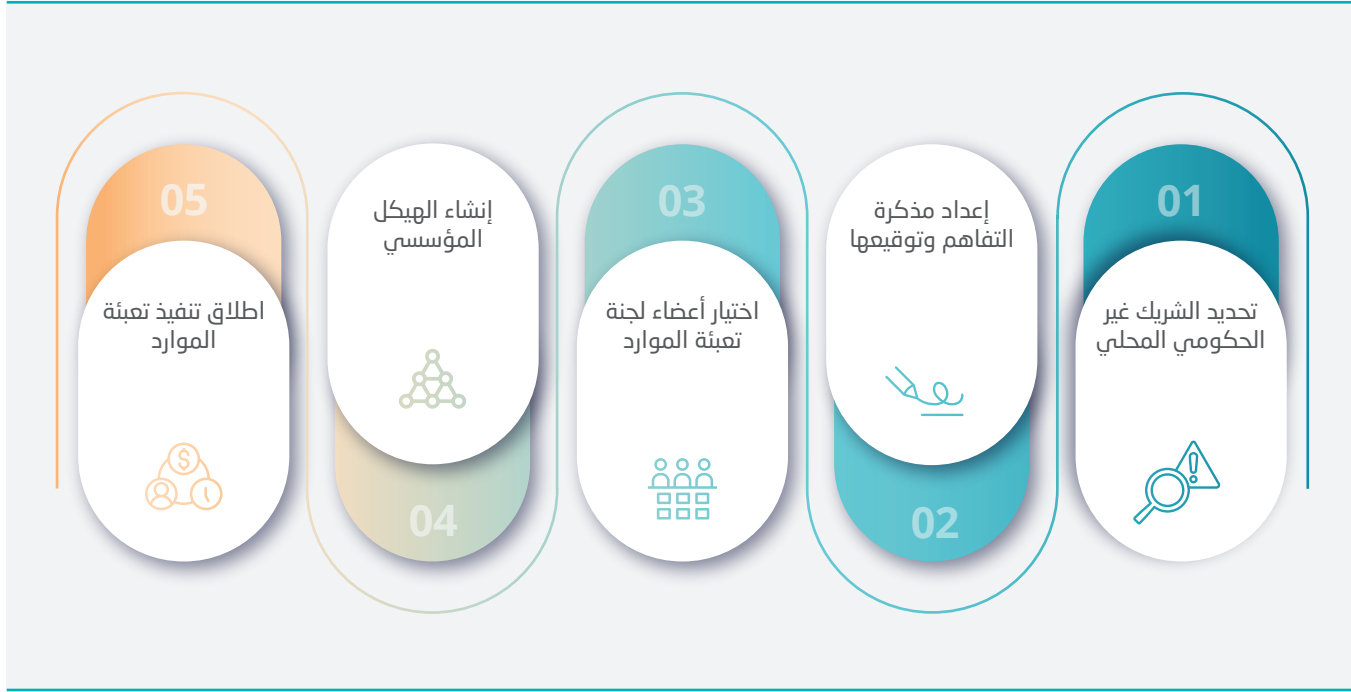 01
تحديد الشريك غير
الحكومي المحلي
إعداد مذكرة
التفاهم وتوقيعها
02
03
اختيار أعضاء لجنة
تعبئة الموارد
إنشاء الهيكل
المؤسسي
04
05
اطلاق تنفيذ تعبئة
الموارد
$